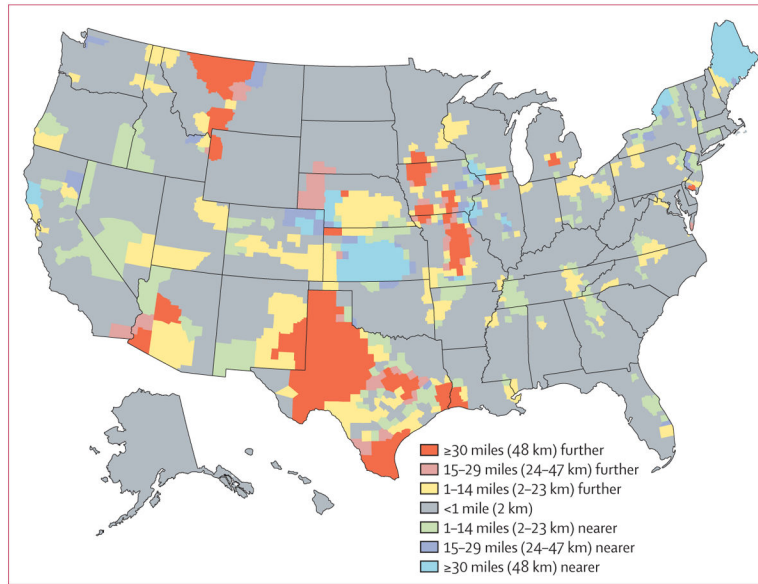 ≥30 miles (48 km) further
15–29 miles (24–47 km) further
1–14 miles (2–23 km) further
<1 mile (2 km)
1–14 miles (2–23 km) nearer
15–29 miles (24–47 km) nearer
≥30 miles (48 km) nearer